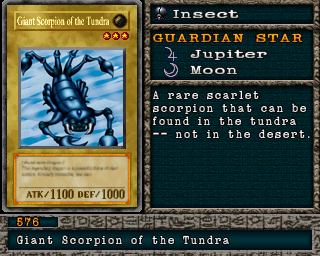 Giant Scorpion of the Tundra
ATK/1100 DEF/1000
Insect
GUARDIAN STAR
Jupiter
Moon
A rare scarlet
scorpion that can be
found in the tundra
-- not in the desert.
576
Giant Scorpion of the Tundra